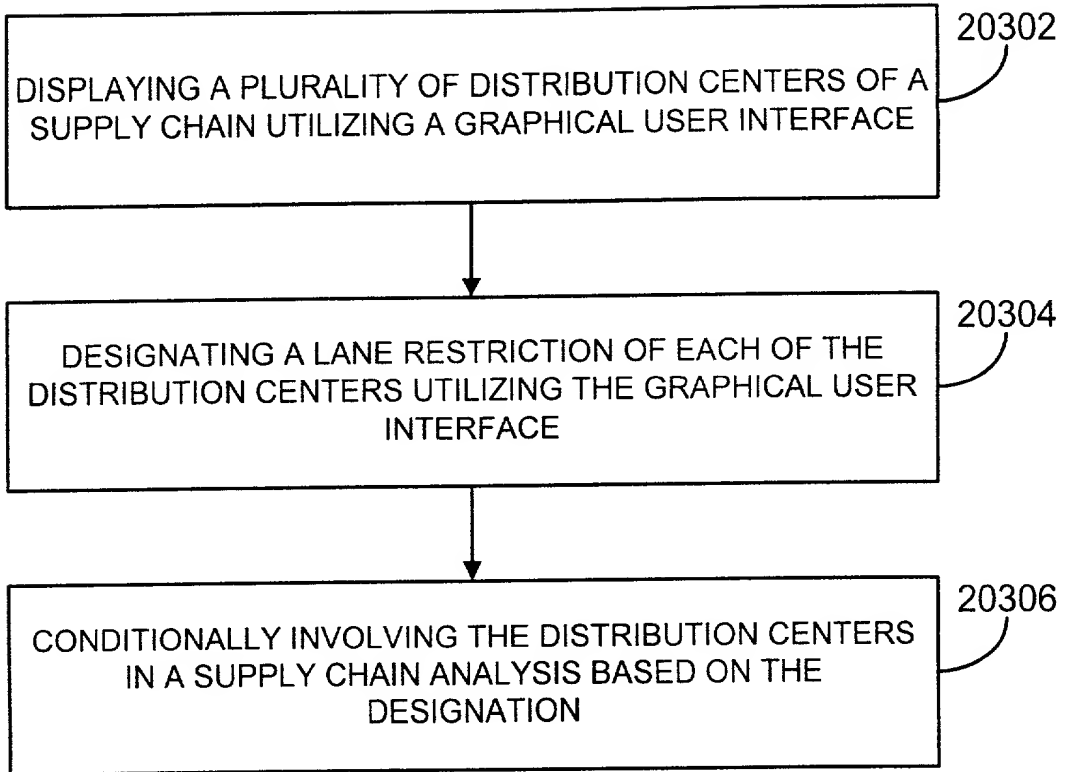 20302
DISPLAYING A PLURALITY OF DISTRIBUTION CENTERS OF A
SUPPLY CHAIN UTILIZING A GRAPHICAL USER INTERFACE
20304
DESIGNATING A LANE RESTRICTION OF EACH OF THE
DISTRIBUTION CENTERS UTILIZING THE GRAPHICAL USER
INTERFACE
20306
CONDITIONALLY INVOLVING THE DISTRIBUTION CENTERS
IN A SUPPLY CHAIN ANALYSIS BASED ON THE
DESIGNATION